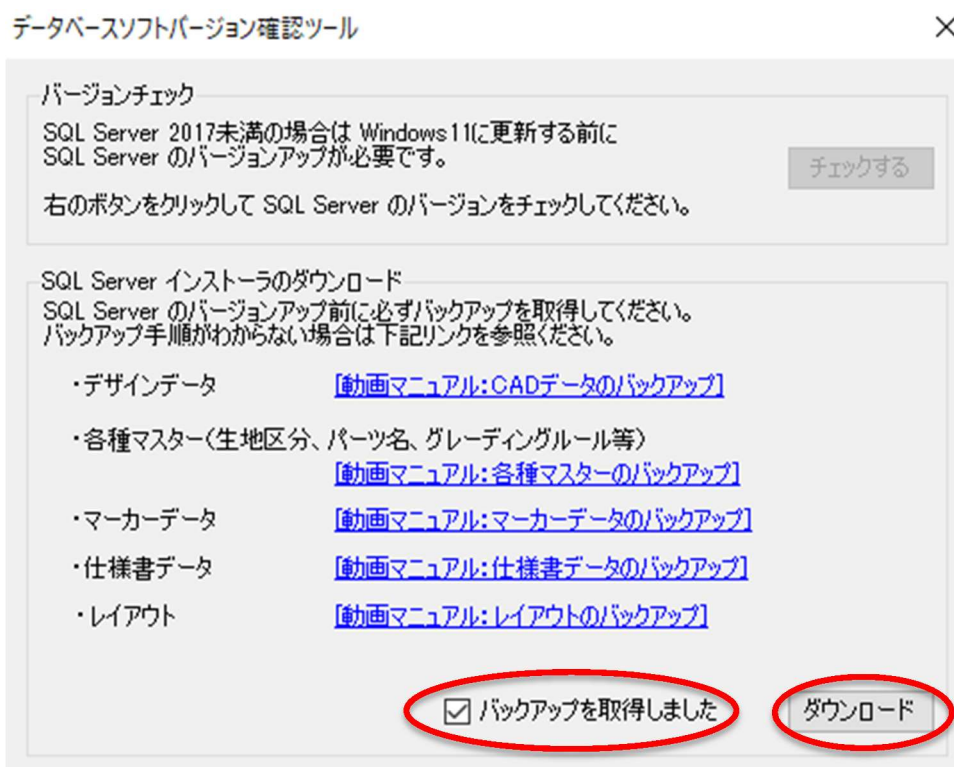 データベースソフトバージョン確認ツール
バージョンチェック
SQL Server 2017未満の場合は Windows11に更新する前に
SQL Server のバージョンアップが必要です。
チェックする
右のボタンをクリックして SQL Server のバージョンをチェックしてください。
SQL Server インストーラのダウンロード
SQL Server のバージョンアップ前に必ずバックアップを取得してください。
バックアップ手順がわからない場合は下記リンクを参照ください。
・デザインデータ [動画マニュアル:CADデータのバックアップ]
・各種マスター(生地区分、パーツ名、グレーディングルール等)
[動画マニュアル:各種マスターのバックアップ]
・マーカーデータ [動画マニュアル:マーカーデータのバックアップ]
・仕様書データ [動画マニュアル:仕様書データのバックアップ]
・レイアウト [動画マニュアル:レイアウトのバックアップ]
バックアップを取得しました ダウンロード